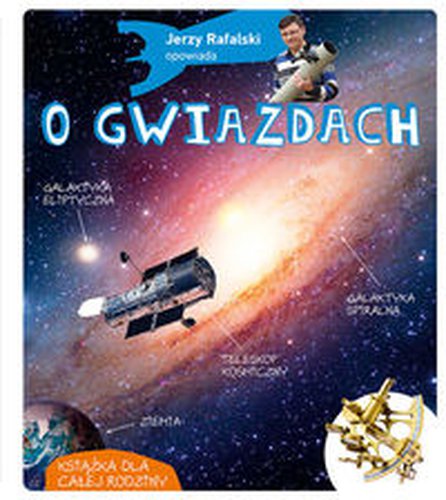 Jerzy Rafalski
opowiada
O GWIAZDACH
GALAKTYKA
ELIPTYCZNA
GALAKTYKA
SPIRALNA
TELESKOP
KOSMICZNY
ZIEMIA
KSIĄŻKA DLA
CAŁEJ RODZINY